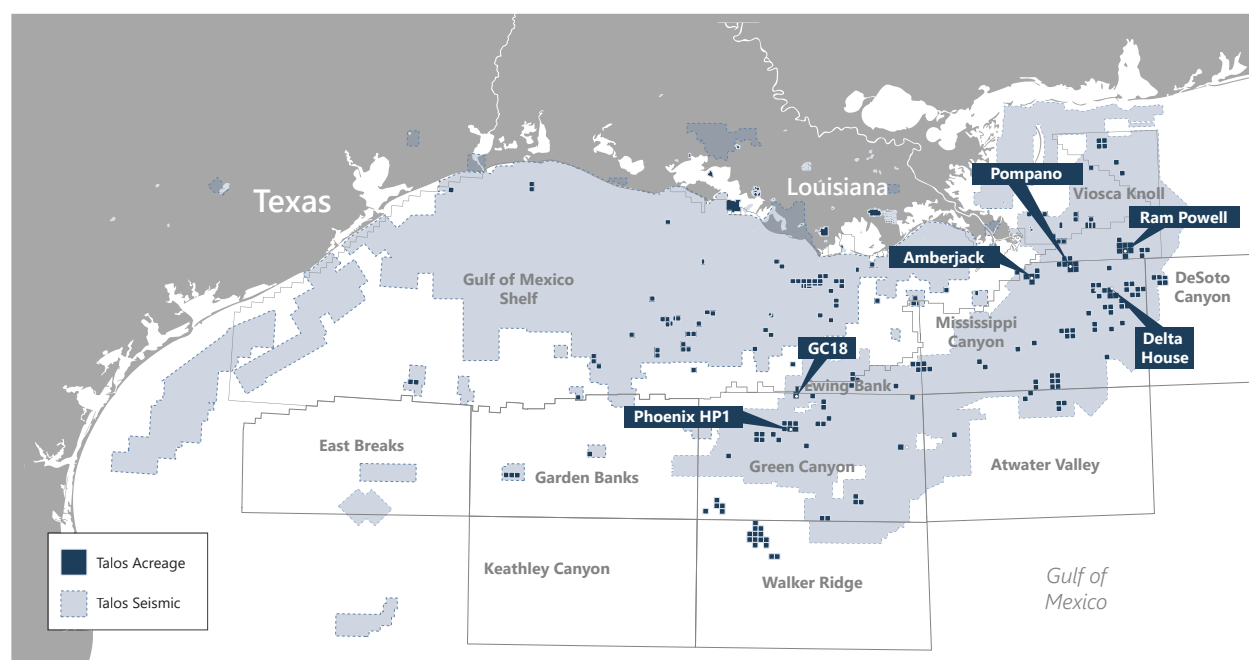 Texas
Louisiana
Pompano
Viosca Knoll
Ram Powell
Amberjack
Gulf of Mexico
Shelf
DeSoto
Canyon
Mississippi
Canyon
Delta
House
GC18
Ewing Bank
Phoenix HP1
East Breaks
Garden Banks
Green Canyon
Atwater Valley
Keathley Canyon
Walker Ridge
Gulf of
Mexico
Talos Acreage
Talos Seismic